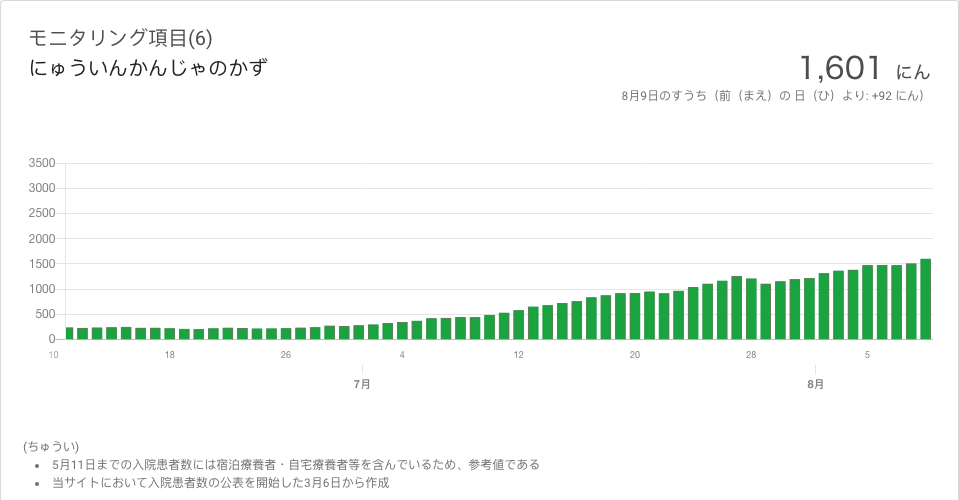 モニタリング項目(6)
にゅういんかんじゃのかず
1,601 にん
8月9日のすうち（前（まえ）の 日（ひ）より: +92 にん）
3500
3000
2500
2000
1500
1000
500
0
10 18 26 4 12 20 28 5
7月 8月
(ちゅうい)
• 5月11日までの入院患者数には宿泊療養者・自宅療養者等を含んでいるため、参考値である
• 当サイトにおいて入院患者数の公表を開始した3月6日から作成